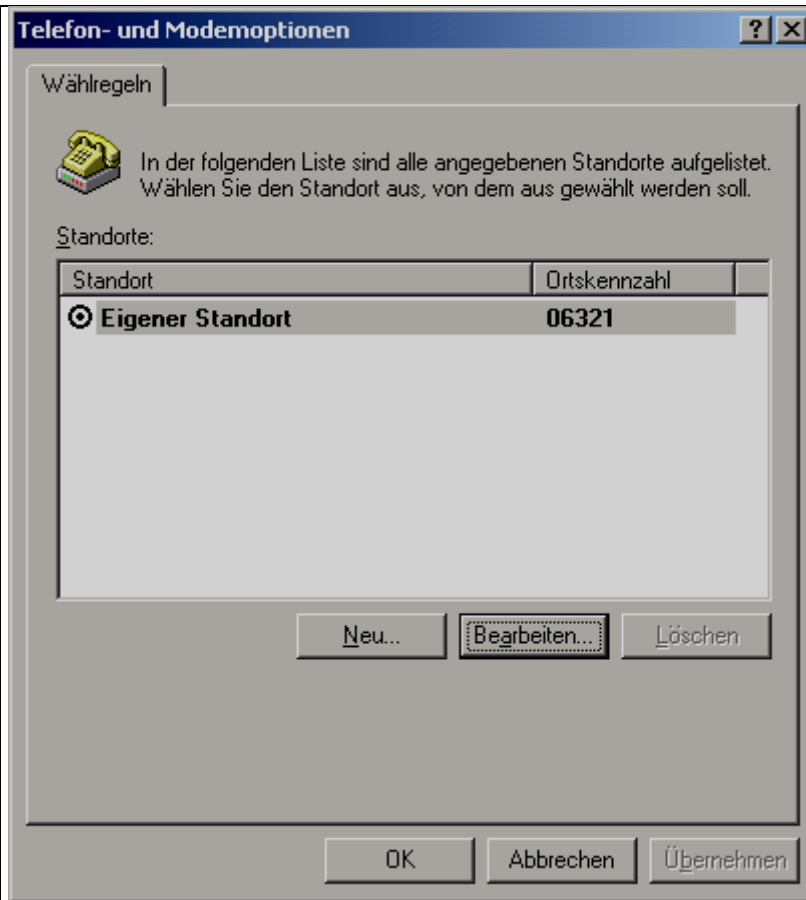 Telefon- und Modemoptionen
Wählregeln
In der folgenden Liste sind alle angegebenen Standorte aufgelistet.
Wählen Sie den Standort aus, von dem aus gewählt werden soll.
Standorte:
Standort Ortskennzahl
Eigener Standort 06321
Neu... Bearbeiten... Löschen
OK Abbrechen Übernehmen